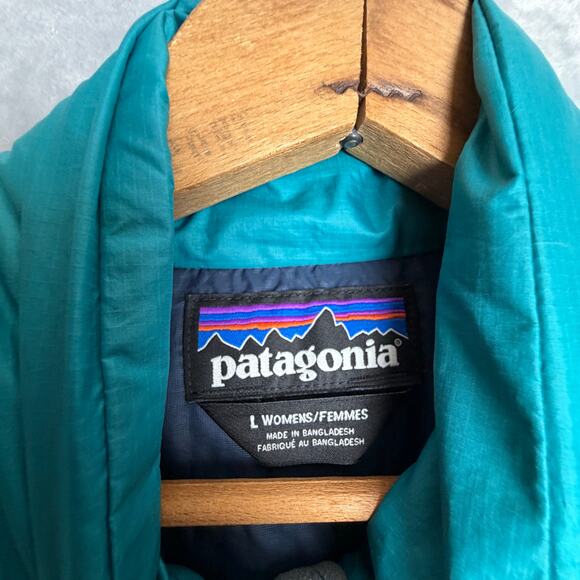 patagonia®
L WOMENS/FEMMES
MADE IN BANGLADESH
FABRIQUÉ AU BANGLADESH